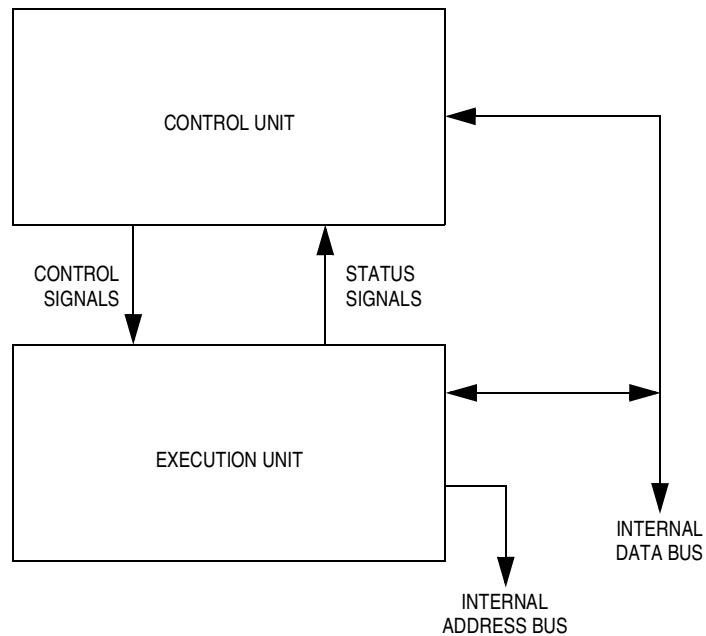 CONTROL UNIT
CONTROL
SIGNALS
STATUS
SIGNALS
EXECUTION UNIT
INTERNAL
DATA BUS
INTERNAL
ADDRESS BUS